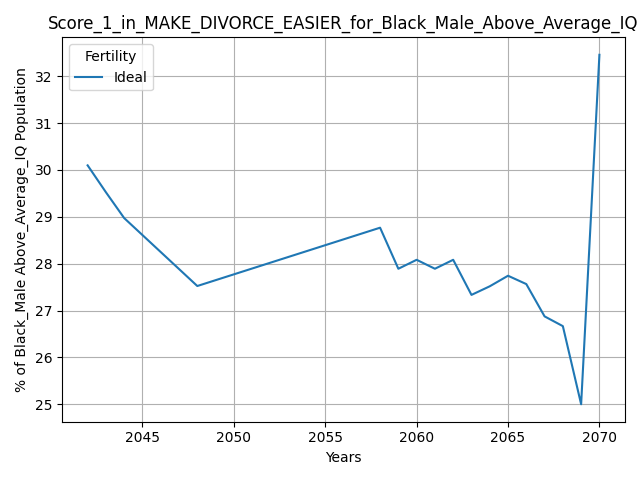 Score_1_in_MAKE_DIVORCE_EASIER_for_Black_Male_Above_Average_IQ
Fertility
Ideal
% of Black_Male Above_Average_IQ Population
32
31
30
29
28
27
26
25
2045
2050
2055
2060
2065
2070
Years